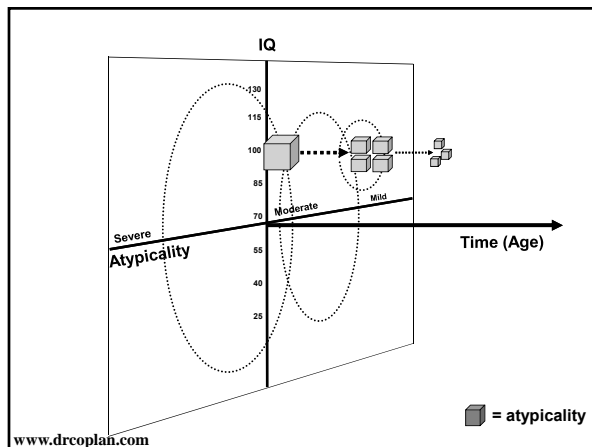 IQ
130
115
100
85
70
55
40
25
Severe
Moderate
Mild
Atypicality
Time (Age)
= atypicality
www.drcoplan.com